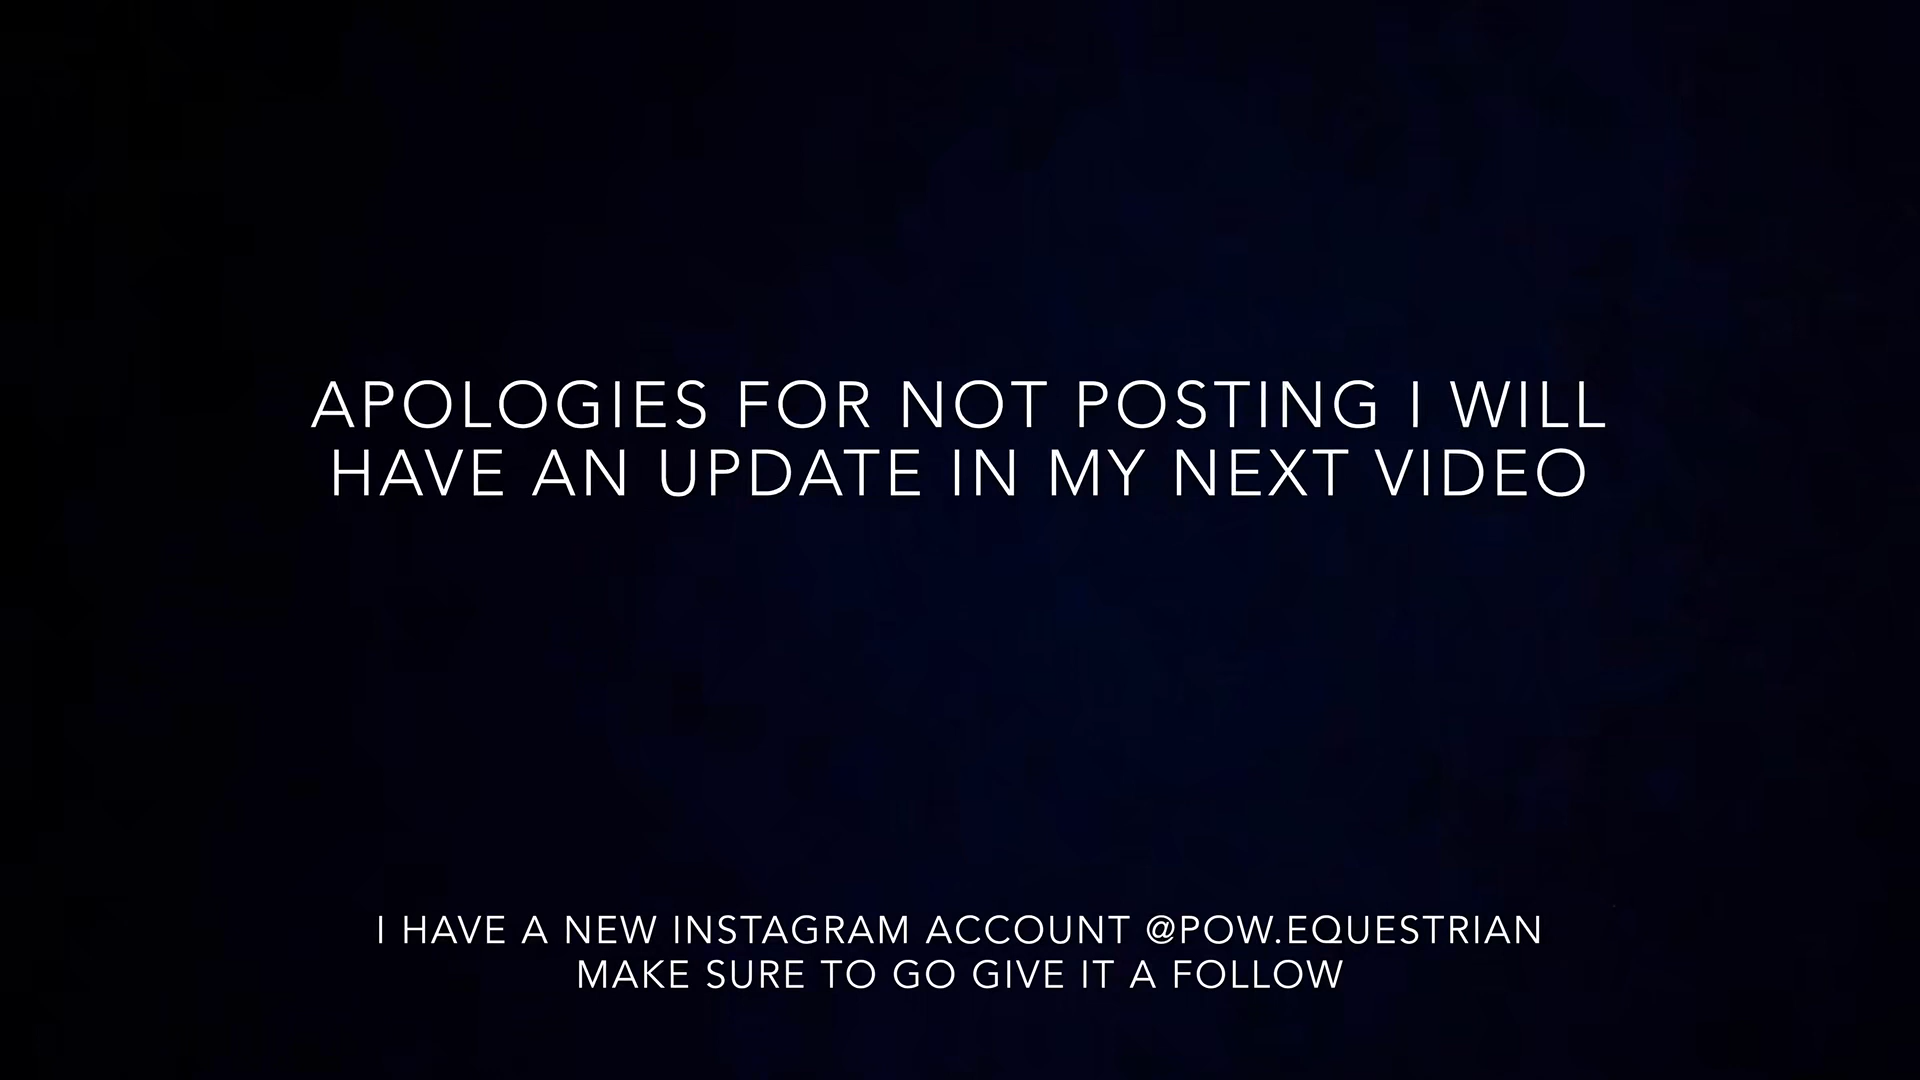 APOLOGIES FOR NOT POSTING I WILL
HAVE AN UPDATE IN MY NEXT VIDEO
I HAVE A NEW INSTAGRAM ACCOUNT @POW.EQUESTRIAN
MAKE SURE TO GO GIVE IT A FOLLOW